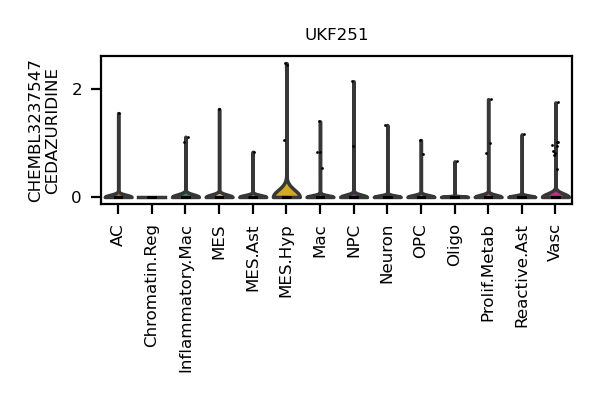 UKF251
CHEMBL3237547
CEDAZURIDINE
2
0
AC
Chromatin.Reg
Inflammatory.Mac
MES
MES.Ast
MES.Hyp
Mac
NPC
Neuron
OPC
Oligo
Prolif.Metab
Reactive.Ast
Vasc